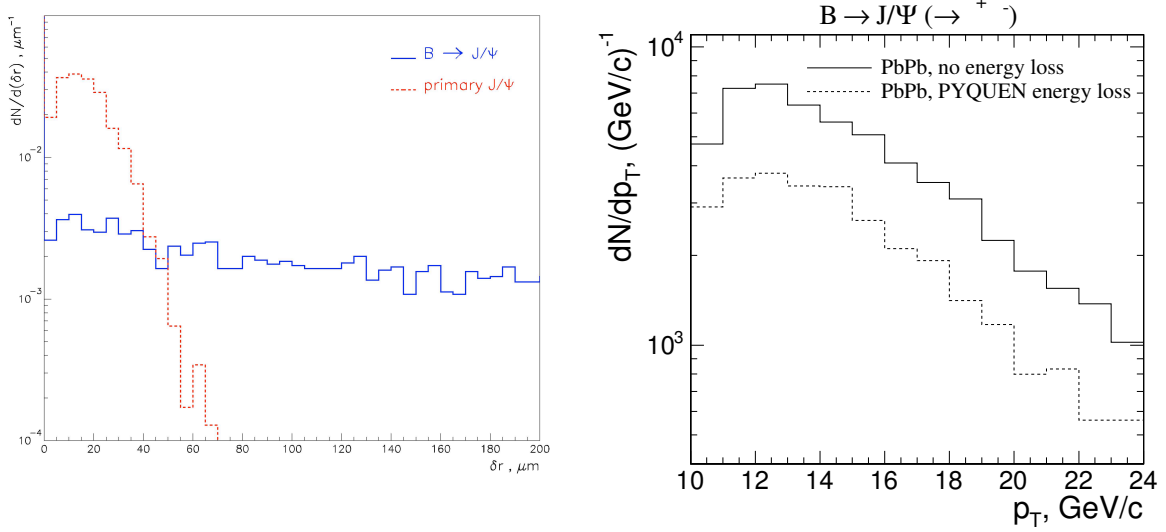 dN/d(δr) , μm⁻¹
B → J/Ψ
primary J/Ψ
10⁻²
10⁻³
10⁻⁴
0 20 40 60 80 100 120 140 160 180 200
δr , μm
B → J/Ψ (→ + -)
dN/dp_T, (GeV/c)⁻¹
10⁴
PbPb, no energy loss
PbPb, PYQUEN energy loss
10³
10 12 14 16 18 20 22 24
p_T, GeV/c